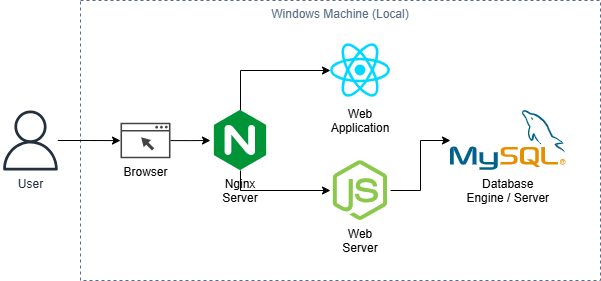 Windows Machine (Local)
Web
Application
N
User
Browser
Nginx
Server
JS
Web
Server
MySQL®
Database
Engine / Server